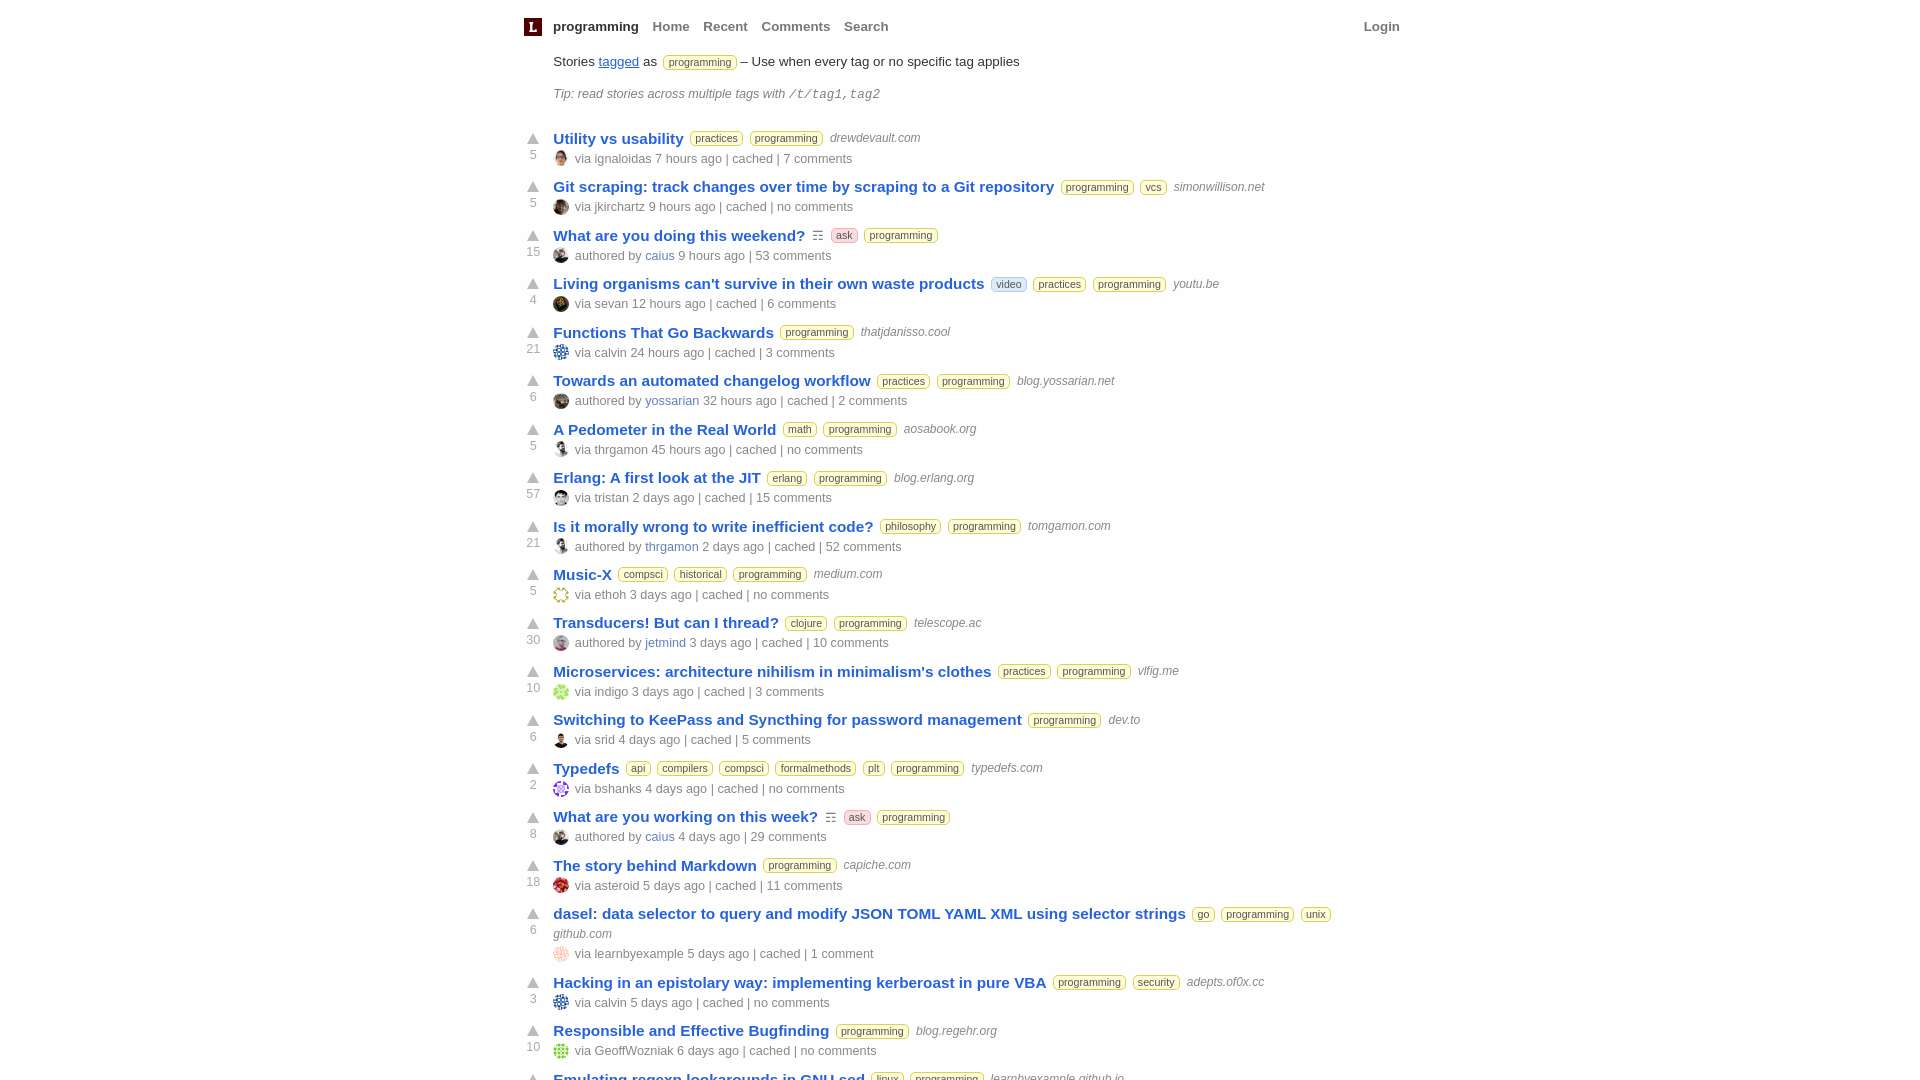 L programming Home Recent Comments Search Login
Stories tagged as programming – Use when every tag or no specific tag applies
Tip: read stories across multiple tags with /t/tag1,tag2
Utility vs usability practices programming drewdevault.com
5 via ignaloidas 7 hours ago | cached | 7 comments
Git scraping: track changes over time by scraping to a Git repository programming vcs simonwillison.net
5 via jkirchartz 9 hours ago | cached | no comments
What are you doing this weekend? ☶ ask programming
15 authored by caius 9 hours ago | 53 comments
Living organisms can't survive in their own waste products video practices programming youtu.be
4 via sevan 12 hours ago | cached | 6 comments
Functions That Go Backwards programming thatjdanisso.cool
21 via calvin 24 hours ago | cached | 3 comments
Towards an automated changelog workflow practices programming blog.yossarian.net
6 authored by yossarian 32 hours ago | cached | 2 comments
A Pedometer in the Real World math programming aosabook.org
5 via thrgamon 45 hours ago | cached | no comments
Erlang: A first look at the JIT erlang programming blog.erlang.org
57 via tristan 2 days ago | cached | 15 comments
Is it morally wrong to write inefficient code? philosophy programming tomgamon.com
21 authored by thrgamon 2 days ago | cached | 52 comments
Music-X compsci historical programming medium.com
5 via ethoh 3 days ago | cached | no comments
Transducers! But can I thread? clojure programming telescope.ac
30 authored by jetmind 3 days ago | cached | 10 comments
Microservices: architecture nihilism in minimalism's clothes practices programming vlfig.me
10 via indigo 3 days ago | cached | 3 comments
Switching to KeePass and Syncthing for password management programming dev.to
6 via srid 4 days ago | cached | 5 comments
Typedefs api compilers compsci formalmethods plt programming typedefs.com
2 via bshanks 4 days ago | cached | no comments
What are you working on this week? ☶ ask programming
8 authored by caius 4 days ago | 29 comments
The story behind Markdown programming capiche.com
18 via asteroid 5 days ago | cached | 11 comments
dasel: data selector to query and modify JSON TOML YAML XML using selector strings go programming unix
6 github.com
via learnbyexample 5 days ago | cached | 1 comment
Hacking in an epistolary way: implementing kerberoast in pure VBA programming security adepts.of0x.cc
3 via calvin 5 days ago | cached | no comments
Responsible and Effective Bugfinding programming blog.regehr.org
10 via GeoffWozniak 6 days ago | cached | no comments
Emulating regexp lookarounds in GNU sed linux programming learnbyexample.github.io